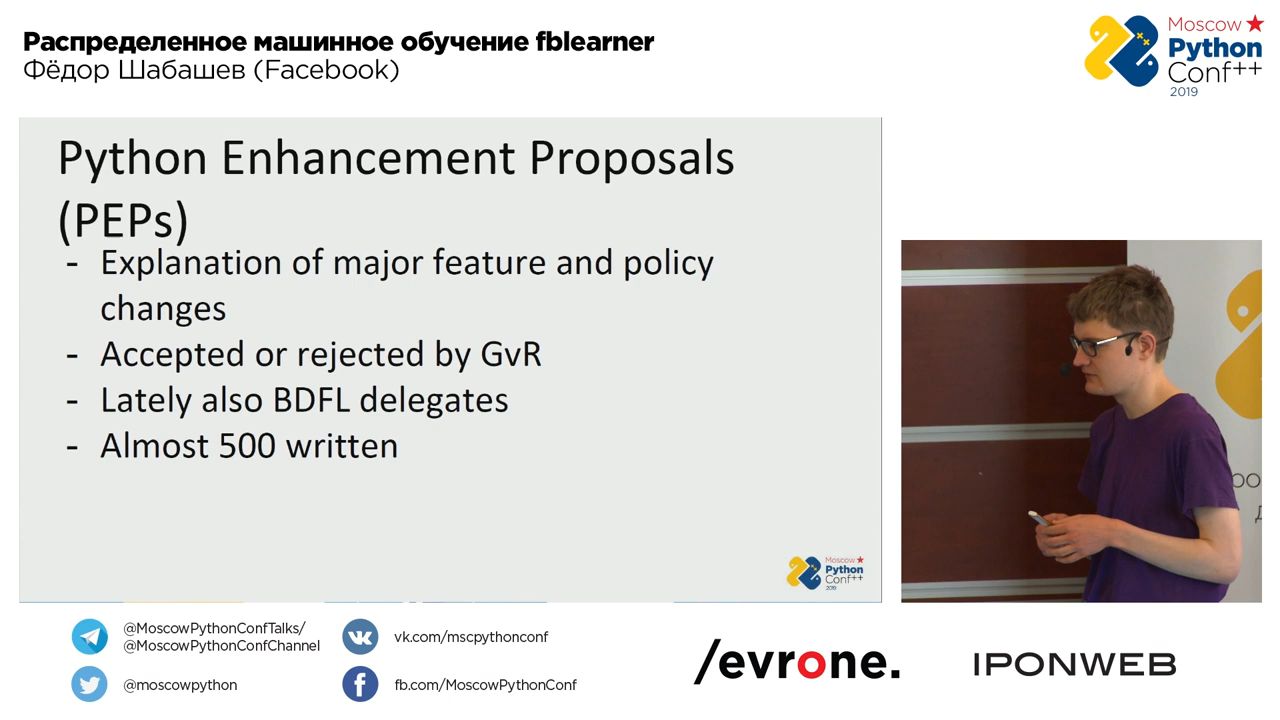 Распределенное машинное обучение fblearner
Фёдор Шабашев (Facebook)
Moscow
Python
Conf++
2019
Python Enhancement Proposals
(PEPs)
- Explanation of major feature and policy
changes
- Accepted or rejected by GvR
- Lately also BDFL delegates
- Almost 500 written
Moscow
Python
Conf++
2019
@MoscowPythonConfTalks/
@MoscowPythonConfChannel
vk.com/mscpythonconf
@moscowpython
fb.com/MoscowPythonConf
/evrone.
IPONWEB